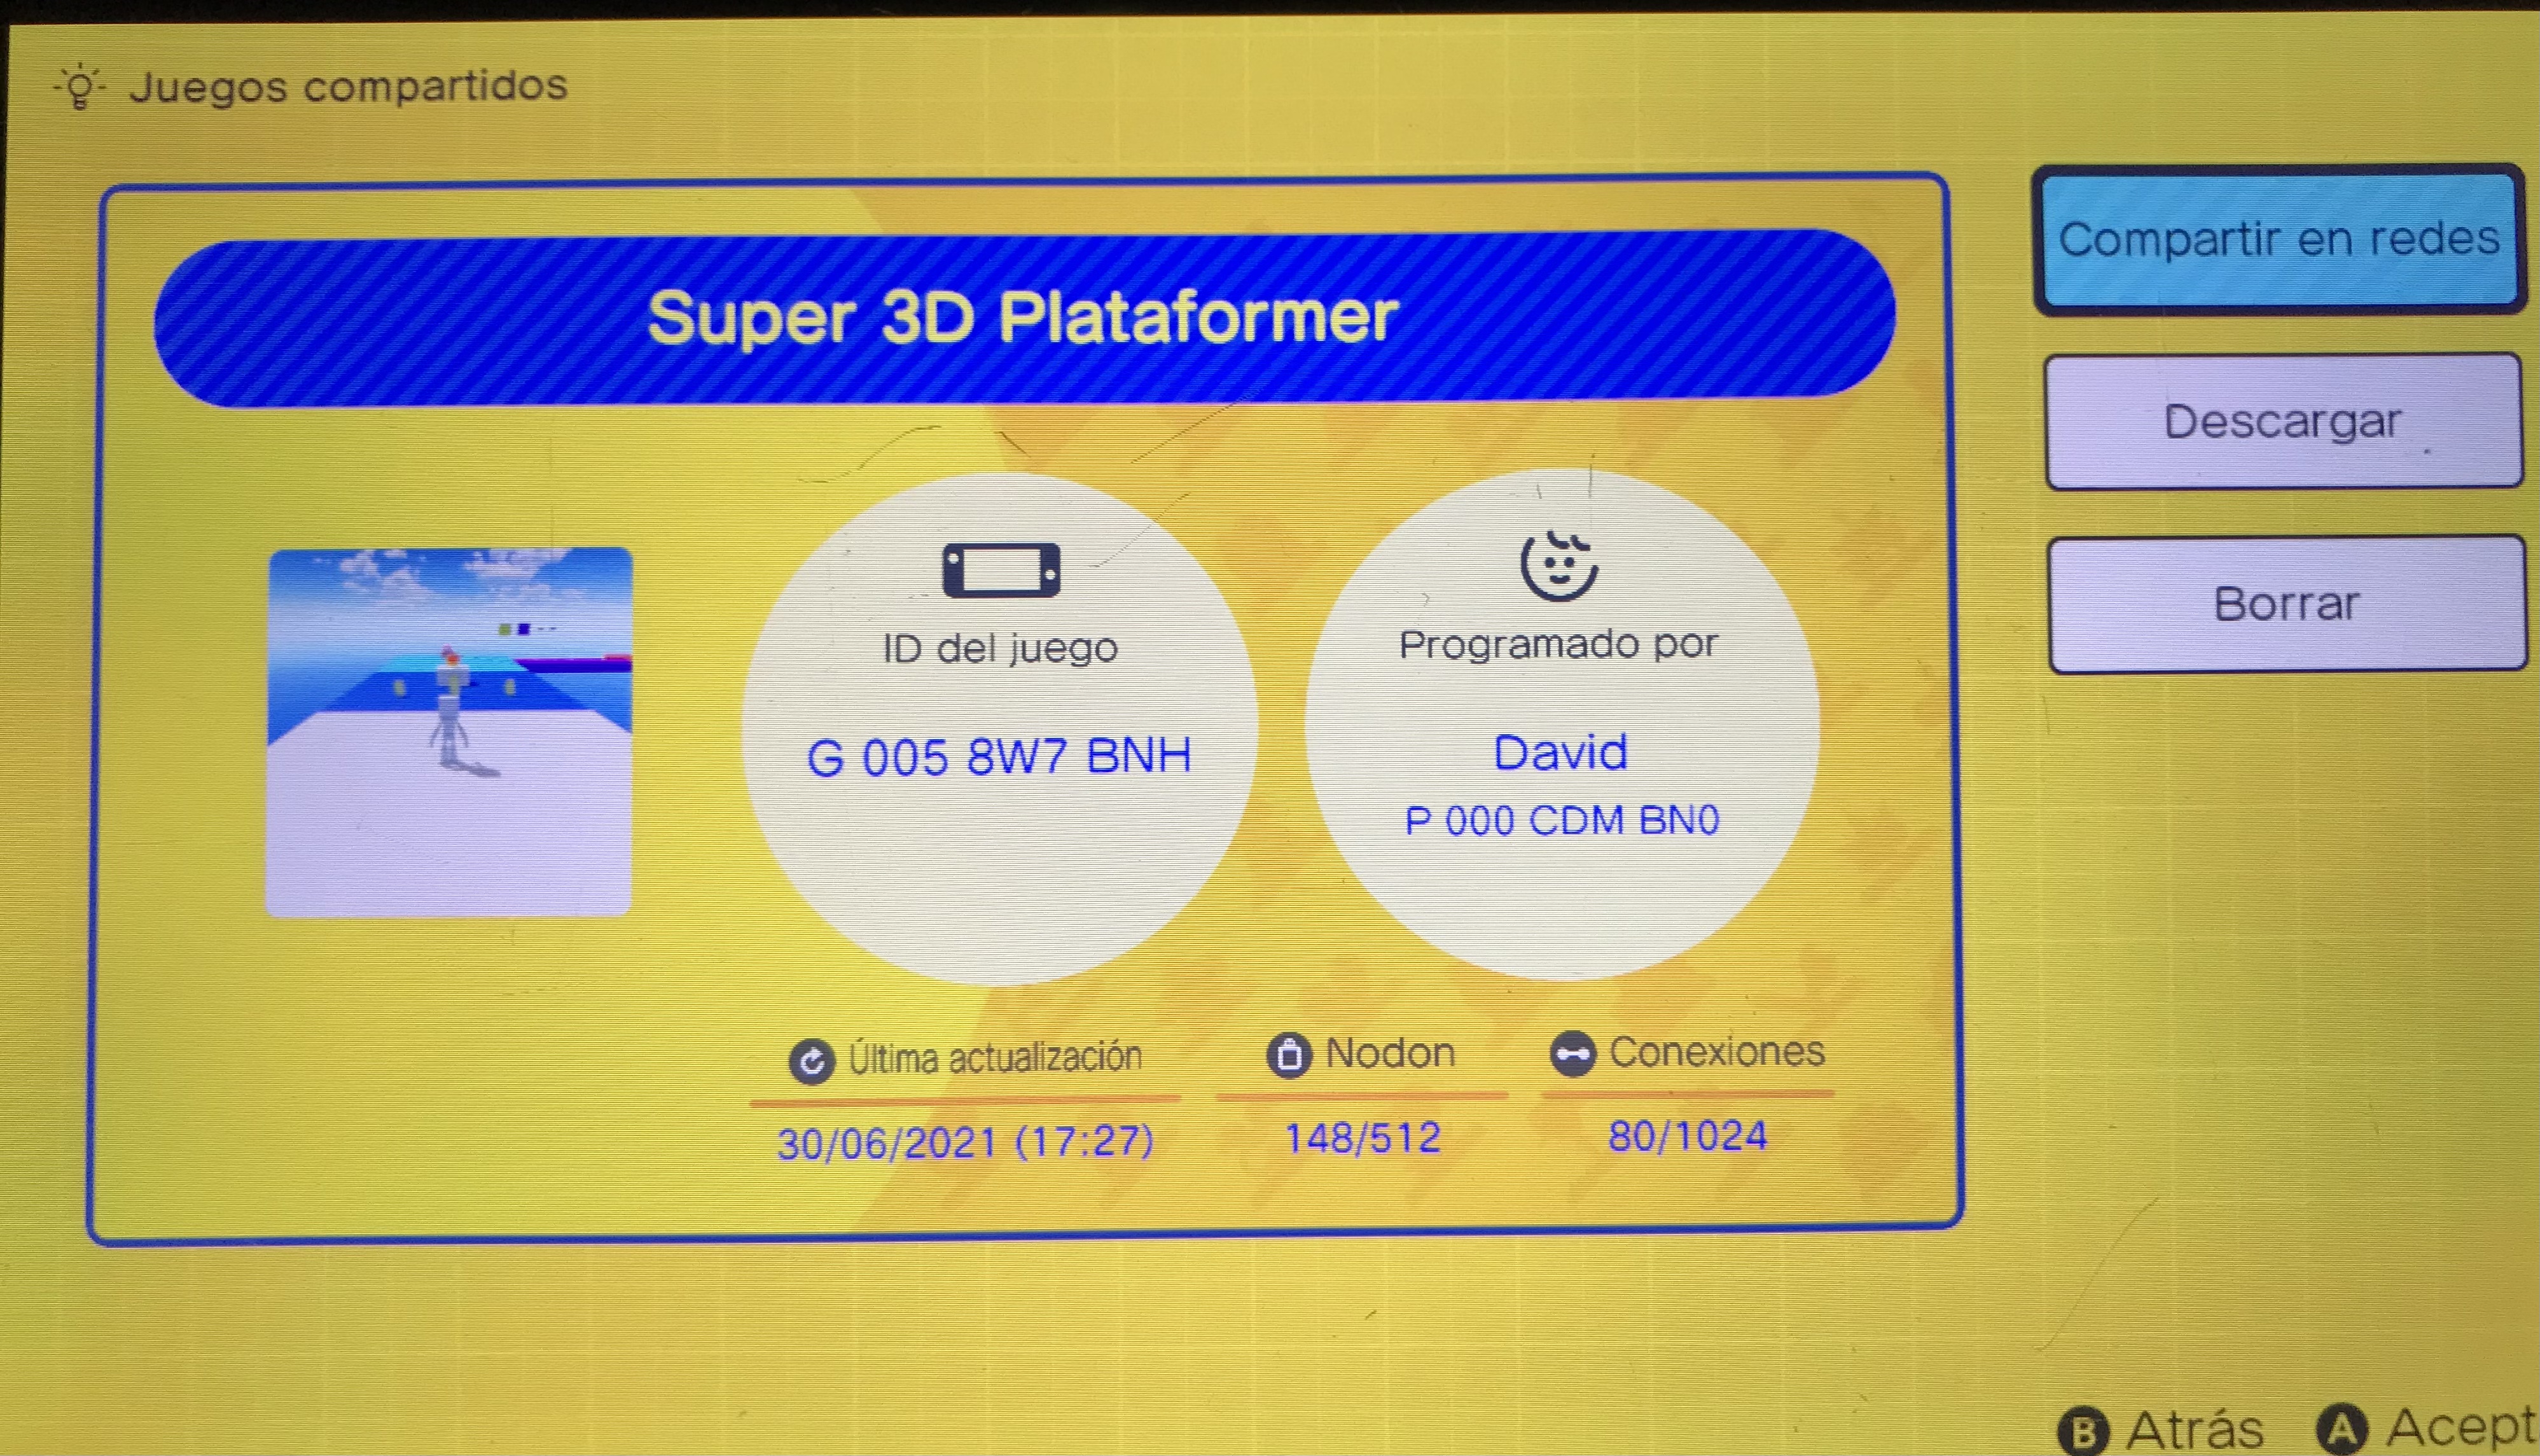 Juegos compartidos
Super 3D Plataformer
Compartir en redes
Descargar
Borrar
ID del juego
G 005 8W7 BNH
Programado por
David
P 000 CDM BN0
Última actualización
30/06/2021 (17:27)
Nodon
148/512
Conexiones
80/1024
B Atrás
A Acept